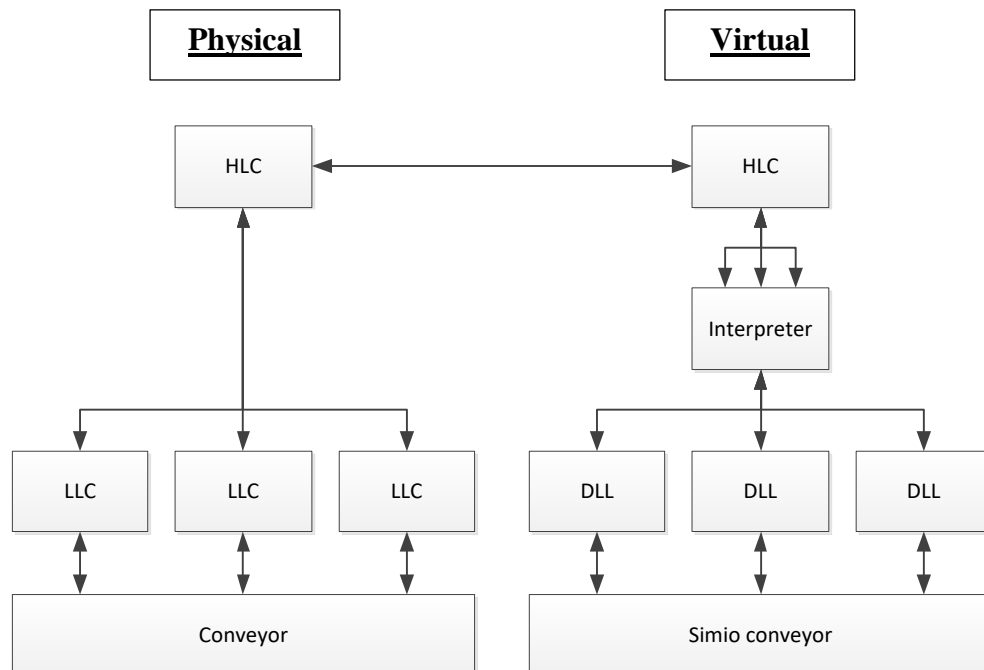 Physical
Virtual
HLC
HLC
Interpreter
LLC
LLC
LLC
DLL
DLL
DLL
Conveyor
Simio conveyor